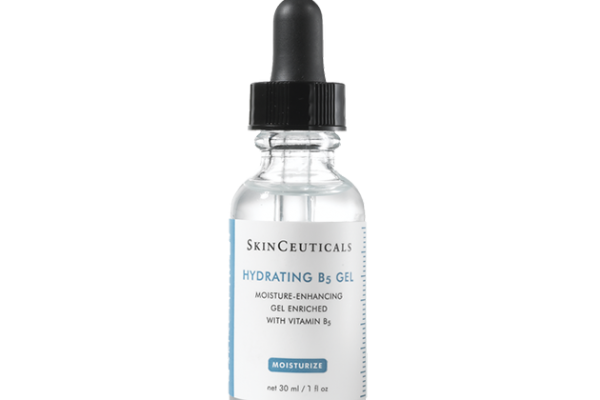 SKINCEUTICALS
HYDRATING B5 GEL
MOISTURE-ENHANCING
GEL ENRICHED
WITH VITAMIN B5
MOISTURIZE
net 30 ml / 1 fl oz